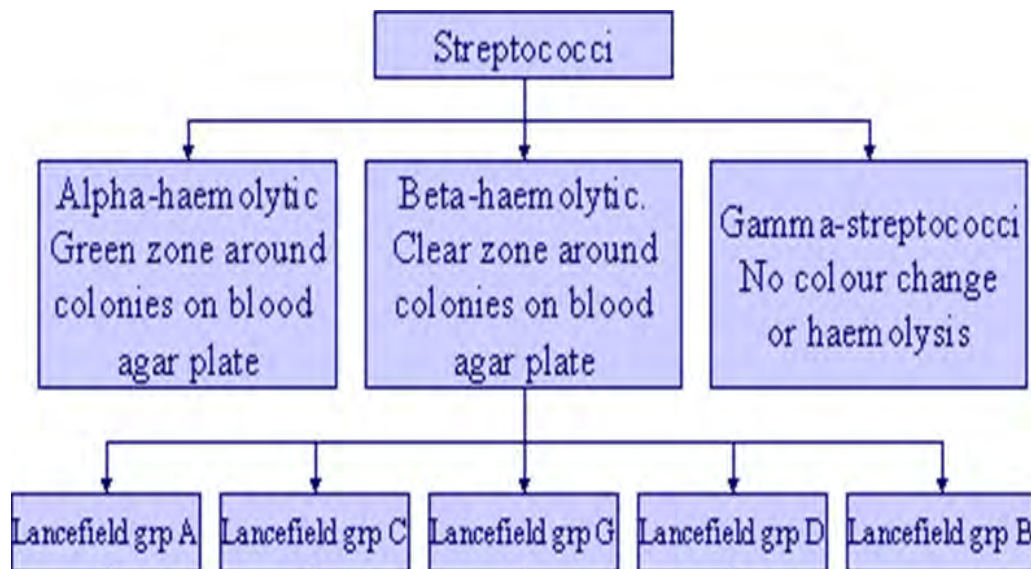 Streptococci
Alpha-haemolytic
Green zone around
colonies on blood
agar plate
Beta-haemolytic.
Clear zone around
colonies on blood
agar plate
Gamma-streptococci
No colour change
or haemolysis
Lancefield grp A
Lancefield grp C
Lancefield grp G
Lancefield grp D
Lancefield grp B